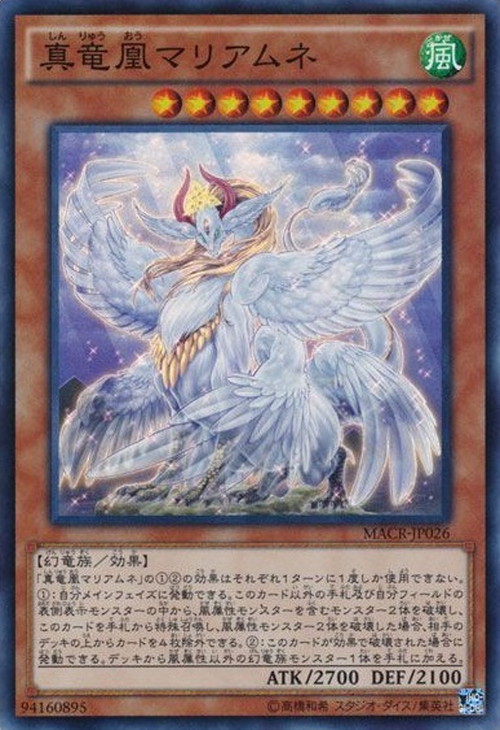 しん りゅう おう
真竜凰マリアムネ
かぜ
風
MACR-JP026
【幻竜族／効果】
「真竜凰マリアムネ」の①②の効果はそれぞれ１ターンに１度しか使用できない。
①：自分メインフェイズに発動できる。このカード以外の手札及び自分フィールドの
表側表示モンスターの中から、風属性モンスターを含むモンスター２体を破壊し、
このカードを手札から特殊召喚し、風属性モンスター２体を破壊した場合、相手の
デッキの上からカードを４枚除外できる。②：このカードが効果で破壊された場合に
発動できる。デッキから風属性以外の幻竜族モンスター１体を手札に加える。
ATK/2700 DEF/2100
94160895
©高橋和希 スタジオ・ダイス/集英社